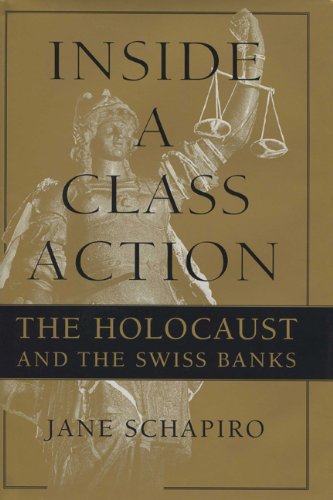 INSIDE
A
CLASS
ACTION
THE HOLOCAUST
AND THE SWISS BANKS
JANE SCHAPIRO